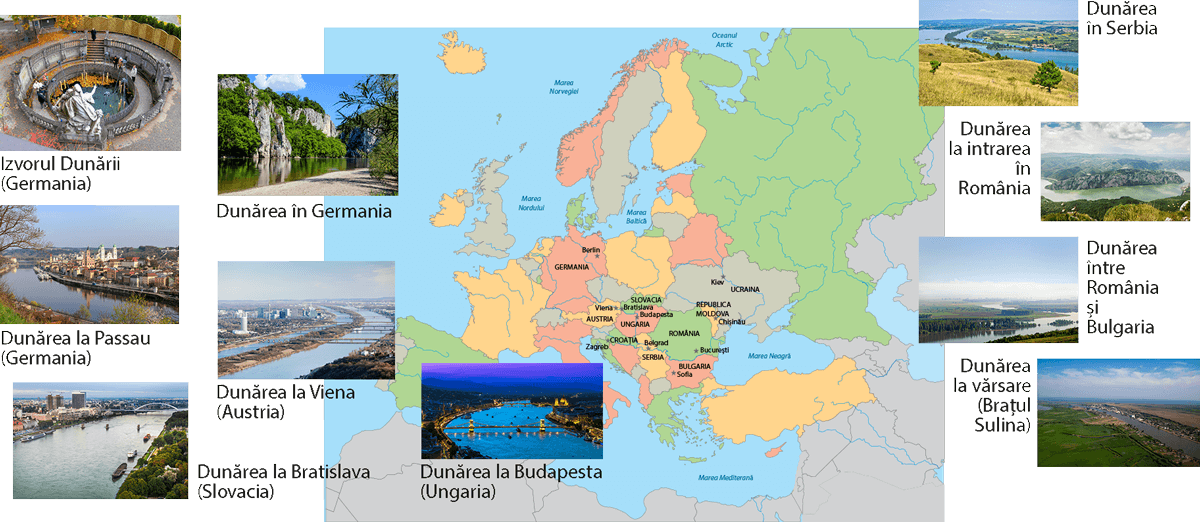 Izvorul Dunării
(Germania)
Dunărea la Passau
(Germania)
Dunărea în Germania
Dunărea la Viena
(Austria)
Dunărea la Bratislava
(Slovacia)
Dunărea la Budapesta
(Ungaria)
Oceanul
Arctic
Marea
Norvegiei
Marea
Nordului
Marea
Baltică
Berlin
GERMANIA
Kiev
UCRAINA
SLOVACIA
Viena
Bratislava
Budapesta
AUSTRIA
UNGARIA
REPUBLICA
MOLDOVA
Chișinău
ROMÂNIA
CROAȚIA
Zagreb
Belgrad
București
SERBIA
BULGARIA
Sofia
Marea Neagră
Marea Mediterană
Dunărea
în Serbia
Dunărea
la intrarea
în
România
Dunărea
între
România
și
Bulgaria
Dunărea
la vărsare
(Brațul
Sulina)